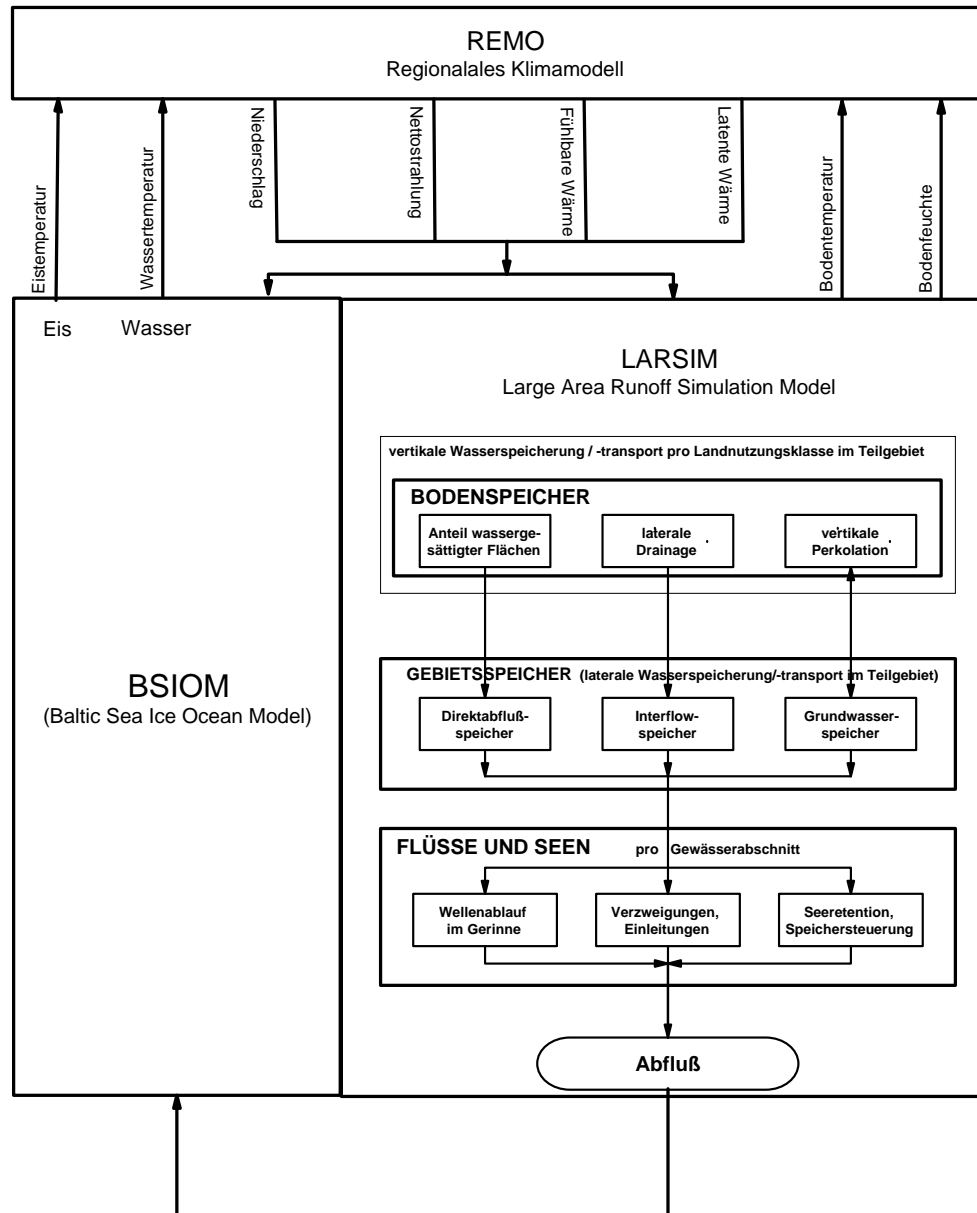 REMO
Regionalales Klimamodell
Eistemperatur
Wassertemperatur
Niederschlag
Nettostrahlung
Fühlbare Wärme
Latente Wärme
Bodentemperatur
Bodenfeuchte
Eis
Wasser
BSIOM
(Baltic Sea Ice Ocean Model)
LARSIM
Large Area Runoff Simulation Model
vertikale Wasserspeicherung / -transport pro Landnutzungsklasse im Teilgebiet
BODENSPEICHER
Anteil wasserge-
sättigter Flächen
laterale
Drainage
vertikale
Perkolation
GEBIETSSPEICHER (laterale Wasserspeicherung/-transport im Teilgebiet)
Direktabfluß-
speicher
Interflow-
speicher
Grundwasser-
speicher
FLÜSSE UND SEEN pro Gewässerabschnitt
Wellenablauf
im Gerinne
Verzweigungen,
Einleitungen
Seeretention,
Speichersteuerung
Abfluß